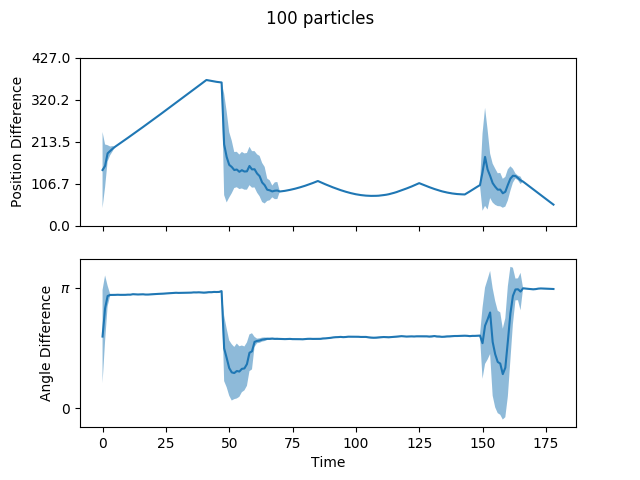 100 particles
Position Difference
427.0
320.2
213.5
106.7
0.0
Angle Difference
π
0
0
25
50
75
100
125
150
175
Time